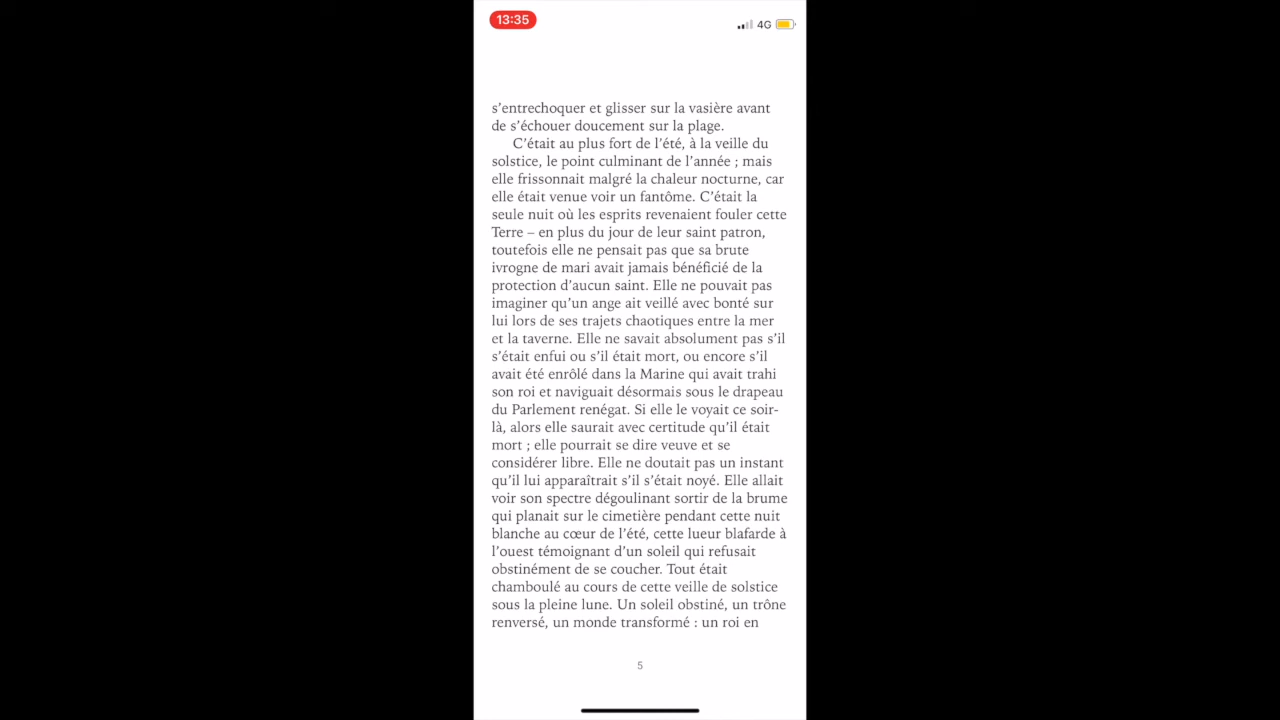 13:35
4G
s’entrechoquer et glisser sur la vasière avant
de s’échouer doucement sur la plage.
C’était au plus fort de l’été, à la veille du
solstice, le point culminant de l’année ; mais
elle frissonnait malgré la chaleur nocturne, car
elle était venue voir un fantôme. C’était la
seule nuit où les esprits revenaient fouler cette
Terre – en plus du jour de leur saint patron,
toutefois elle ne pensait pas que sa brute
ivrogne de mari avait jamais bénéficié de la
protection d’aucun saint. Elle ne pouvait pas
imaginer qu’un ange ait veillé avec bonté sur
lui lors de ses trajets chaotiques entre la mer
et la taverne. Elle ne savait absolument pas s’il
s’était enfui ou s’il était mort, ou encore s’il
avait été enrôlé dans la Marine qui avait trahi
son roi et naviguait désormais sous le drapeau
du Parlement renégat. Si elle le voyait ce soir-
là, alors elle saurait avec certitude qu’il était
mort ; elle pourrait se dire veuve et se
considérer libre. Elle ne doutait pas un instant
qu’il lui apparaîtrait s’il s’était noyé. Elle allait
voir son spectre dégoulinant sortir de la brume
qui planait sur le cimetière pendant cette nuit
blanche au cœur de l’été, cette lueur blafarde à
l’ouest témoignant d’un soleil qui refusait
obstinément de se coucher. Tout était
chamboulé au cours de cette veille de solstice
sous la pleine lune. Un soleil obstiné, un trône
renversé, un monde transformé : un roi en
5